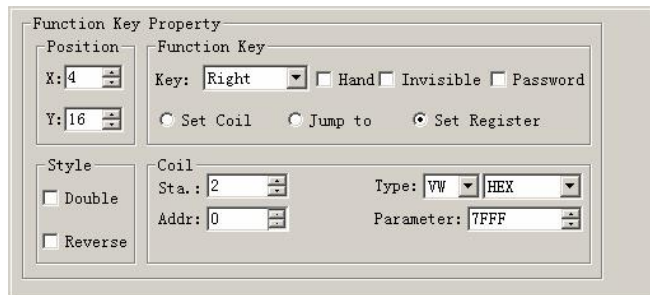 Function Key Property
Position
X: 4
Y: 16
Function Key
Key: Right Hand Invisible Password
Set Coil Jump to Set Register
Style
Double
Reverse
Coil
Sta.: 2 Type: VW HEX
Addr: 0 Parameter: 7FFF